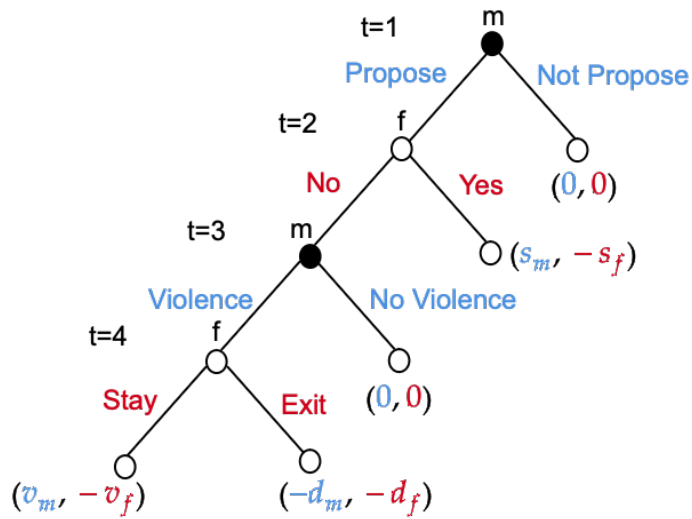 t=1
m
Propose
Not Propose
t=2
f
No
Yes
(0, 0)
t=3
m
(s_m, −s_f)
Violence
No Violence
t=4
f
Stay
Exit
(0, 0)
(v_m, −v_f)
(−d_m, −d_f)